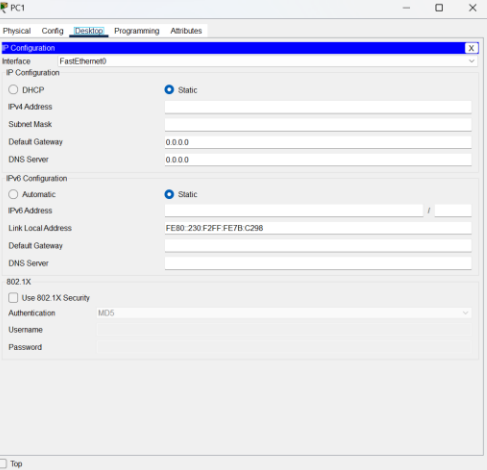 PC1
Physical Config Desktop Programming Attributes
IP Configuration X
Interface FastEthernet0
IP Configuration
DHCP Static
IPv4 Address
Subnet Mask
Default Gateway 0.0.0.0
DNS Server 0.0.0.0
IPv6 Configuration
Automatic Static
IPv6 Address /
Link Local Address FE80::230:F2FF:FE7B:C298
Default Gateway
DNS Server
802.1X
Use 802.1X Security
Authentication MD5
Username
Password
Top